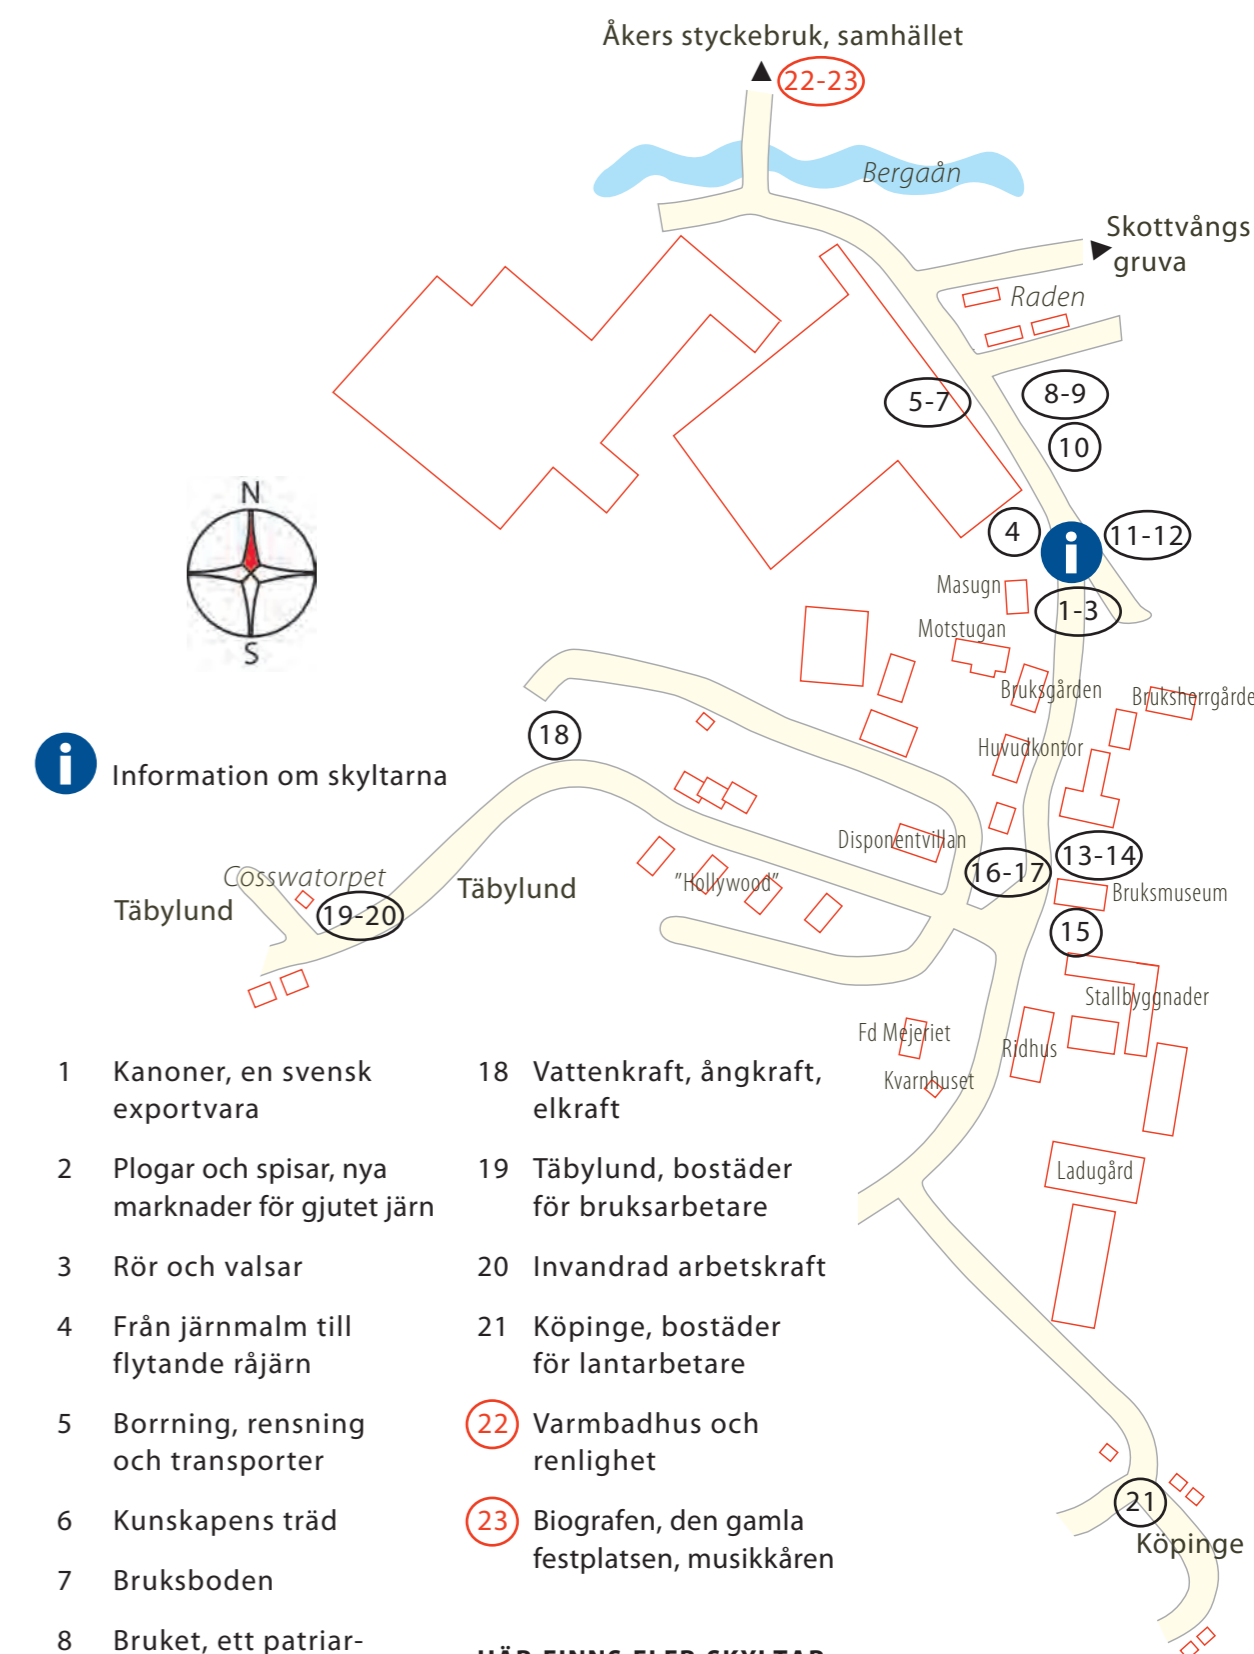 Åkers styckebruk, samhället
22-23
Bergaån
Skottvångs
gruva
Raden
5-7
8-9
10
4
i
11-12
Masugn
1-3
Motstugan
Bruksgården
Huvudkontor
N
S
18
i Information om skyltarna
Disponentvillan
16-17
13-14
Bruksmuseum
15
"Hollywood"
Cosswatorpet
Täbylund
19-20
Täbylund
Stallbyggnader
Fd Mejeriet
Ridhus
Kvarnhuset
Ladugård
21
Köpinge
1 Kanoner, en svensk
exportvara
2 Plogar och spisar, nya
marknader för gjutet järn
3 Rör och valsar
4 Från järnmalm till
flytande råjärn
5 Borrning, rensning
och transporter
6 Kunskapens träd
7 Bruksboden
8 Bruket, ett patriar-
18 Vattenkraft, ångkraft,
elkraft
19 Täbylund, bostäder
för bruksarbetare
20 Invandrad arbetskraft
21 Köpinge, bostäder
för lantarbetare
22 Varmbadhus och
renlighet
23 Biografen, den gamla
festplatsen, musikkåren
HÄR FINNS FLER SKYLTAR